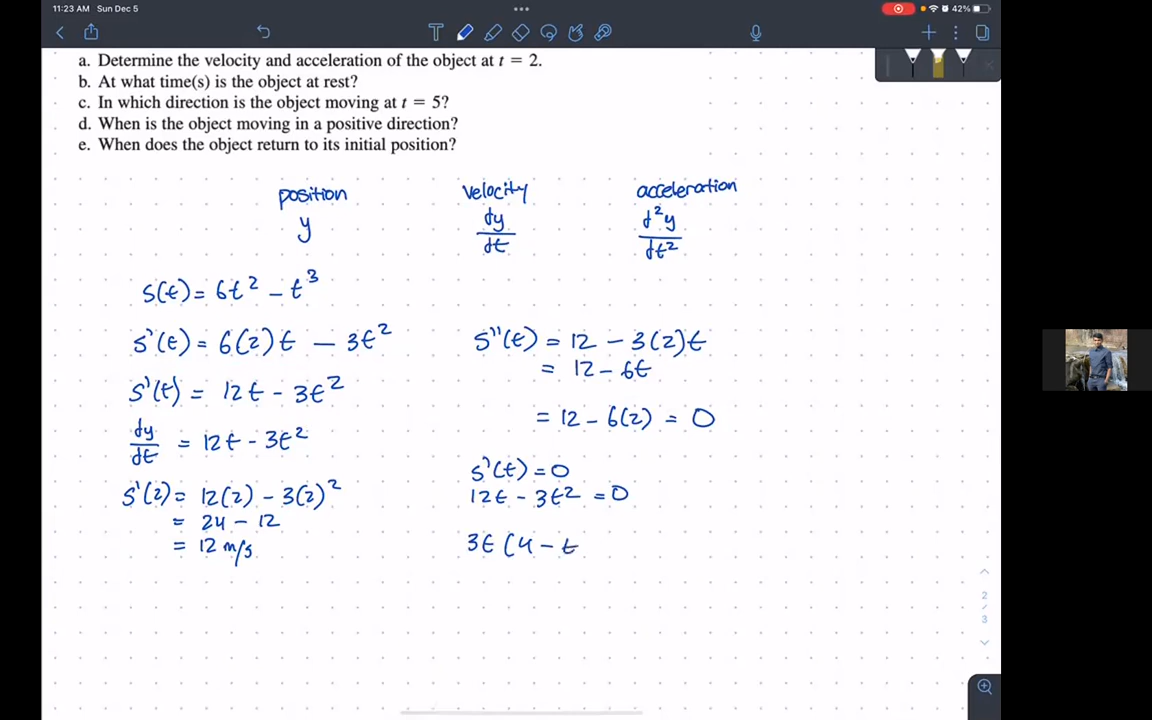 11:23 AM Sun Dec 5
42%
a. Determine the velocity and acceleration of the object at t = 2.
b. At what time(s) is the object at rest?
c. In which direction is the object moving at t = 5?
d. When is the object moving in a positive direction?
e. When does the object return to its initial position?
position velocity acceleration
y dy/dt d²y/dt²
s(t) = 6t² - t³
s'(t) = 6(2)t - 3t²
s'(t) = 12t - 3t²
dy/dt = 12t - 3t²
s'(2) = 12(2) - 3(2)²
= 24 - 12
= 12 m/s
s''(t) = 12 - 3(2)t
= 12 - 6t
= 12 - 6(2) = 0
s'(t) = 0
12t - 3t² = 0
3t (4 - t
2
/
3